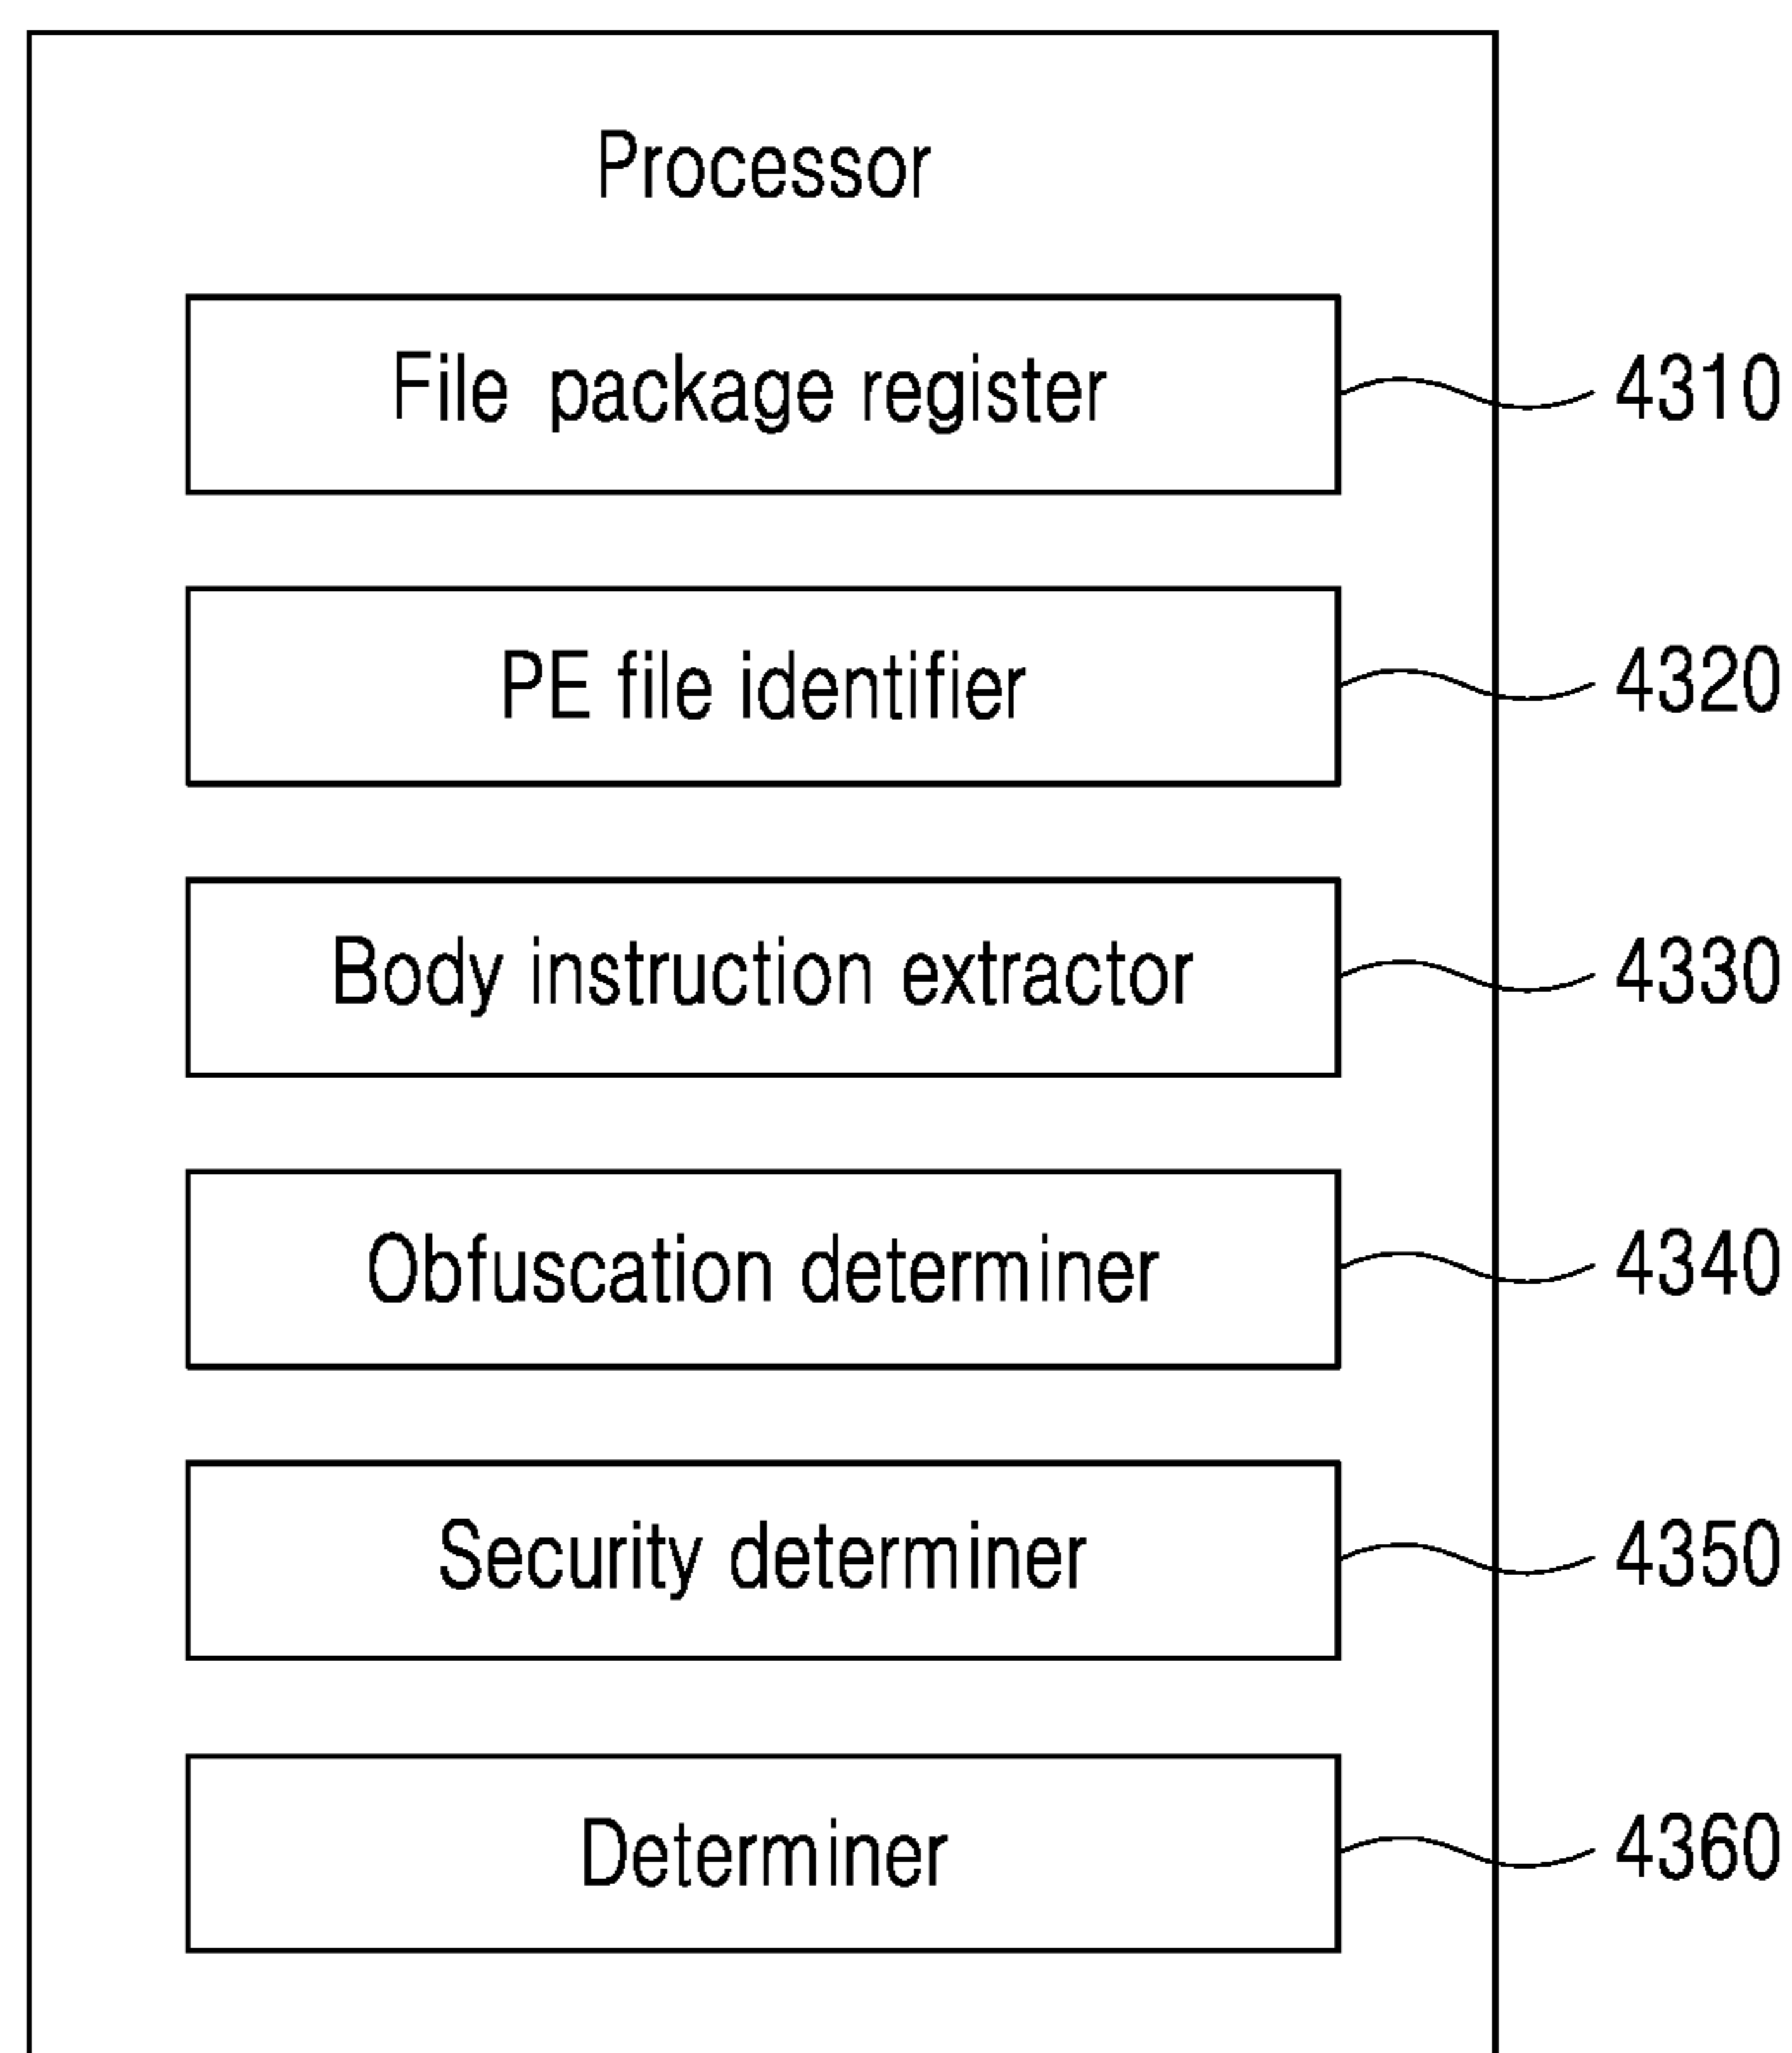 Processor
File package register 4310
PE file identifier 4320
Body instruction extractor 4330
Obfuscation determiner 4340
Security determiner 4350
Determiner 4360